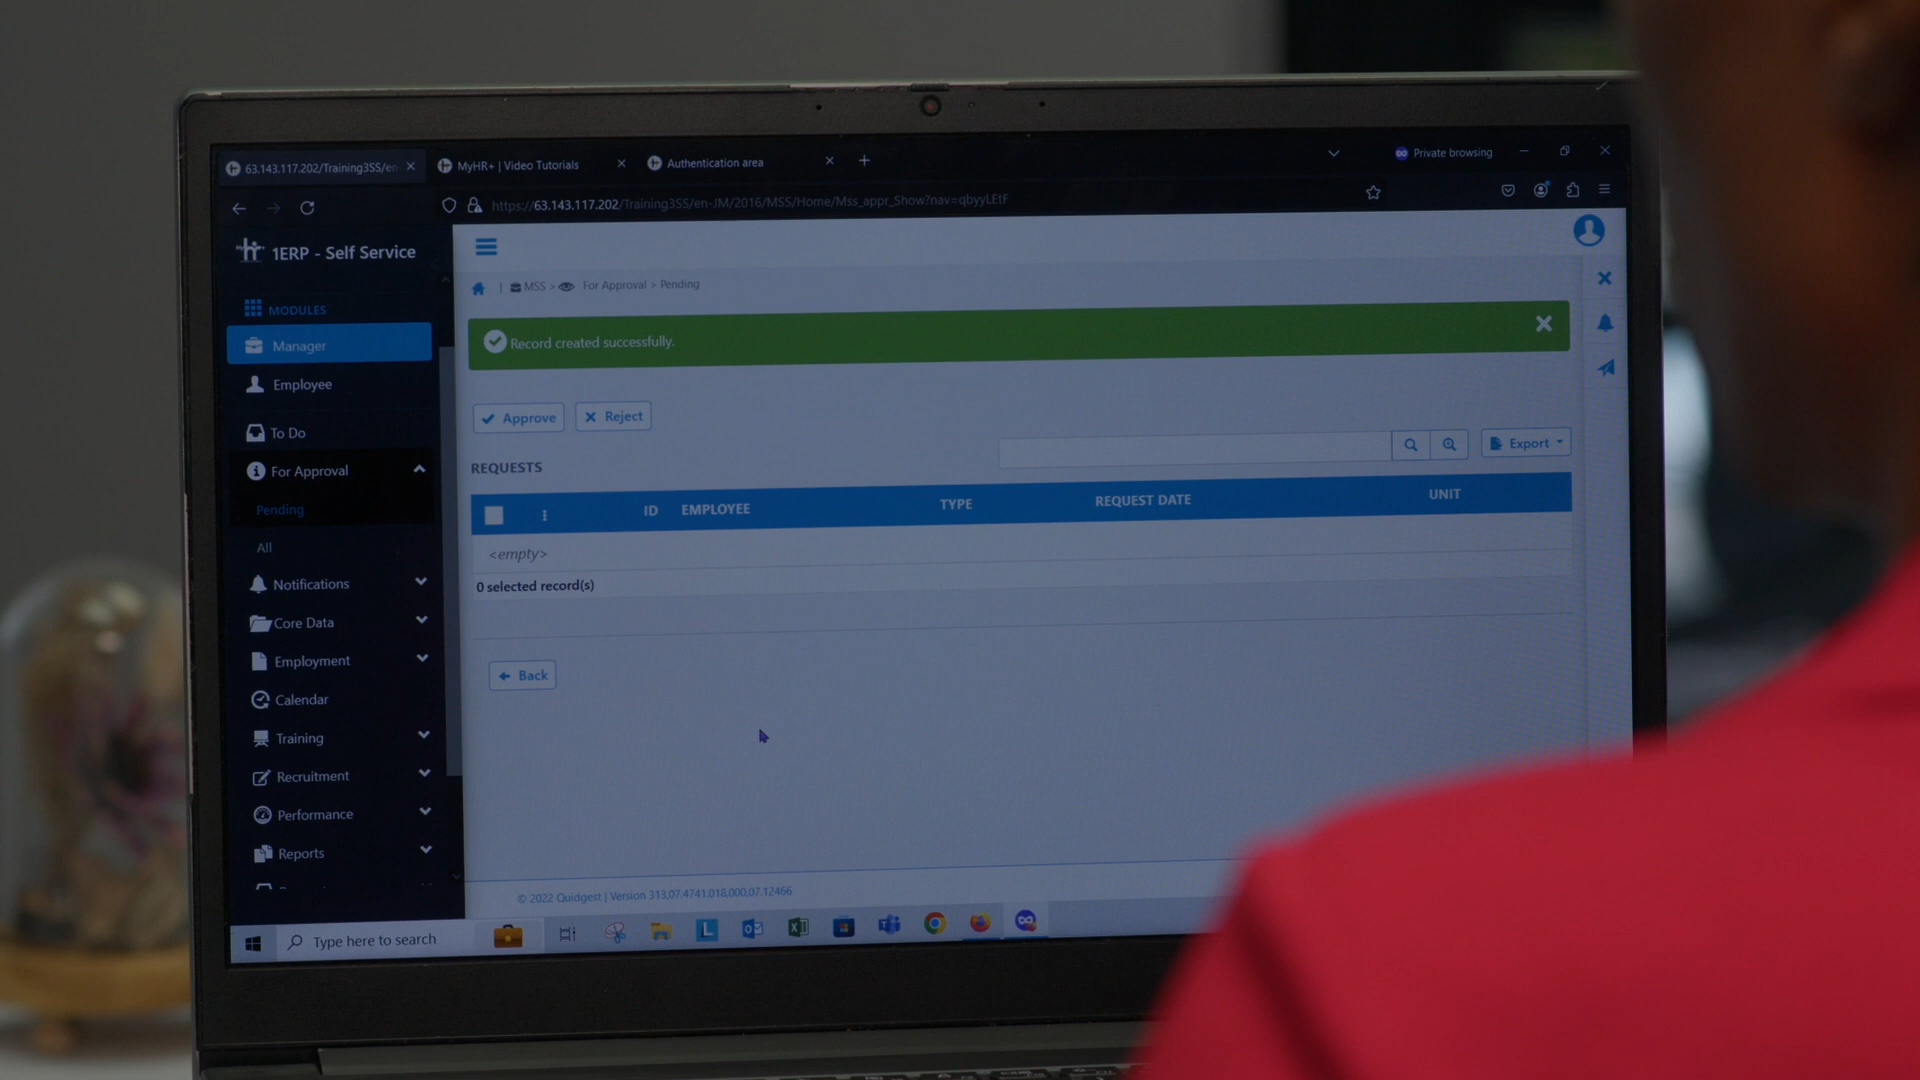 63.143.117.202/Training3SS/en
MyHR+ | Video Tutorials
Authentication area
Private browsing
https://63.143.117.202/Training3SS/en-JM/2016/MSS/Home/Mss_appr_Show?nav=qbyyLEtF
1ERP - Self Service
MODULES
Manager
Employee
To Do
For Approval
Pending
All
Notifications
Core Data
Employment
Calendar
Training
Recruitment
Performance
Reports
| MSS > For Approval > Pending
Record created successfully.
Approve
Reject
Export
REQUESTS
ID EMPLOYEE TYPE REQUEST DATE UNIT
<empty>
0 selected record(s)
Back
© 2022 Quidgest | Version 313,07.4741.018,000,07.12466
Type here to search